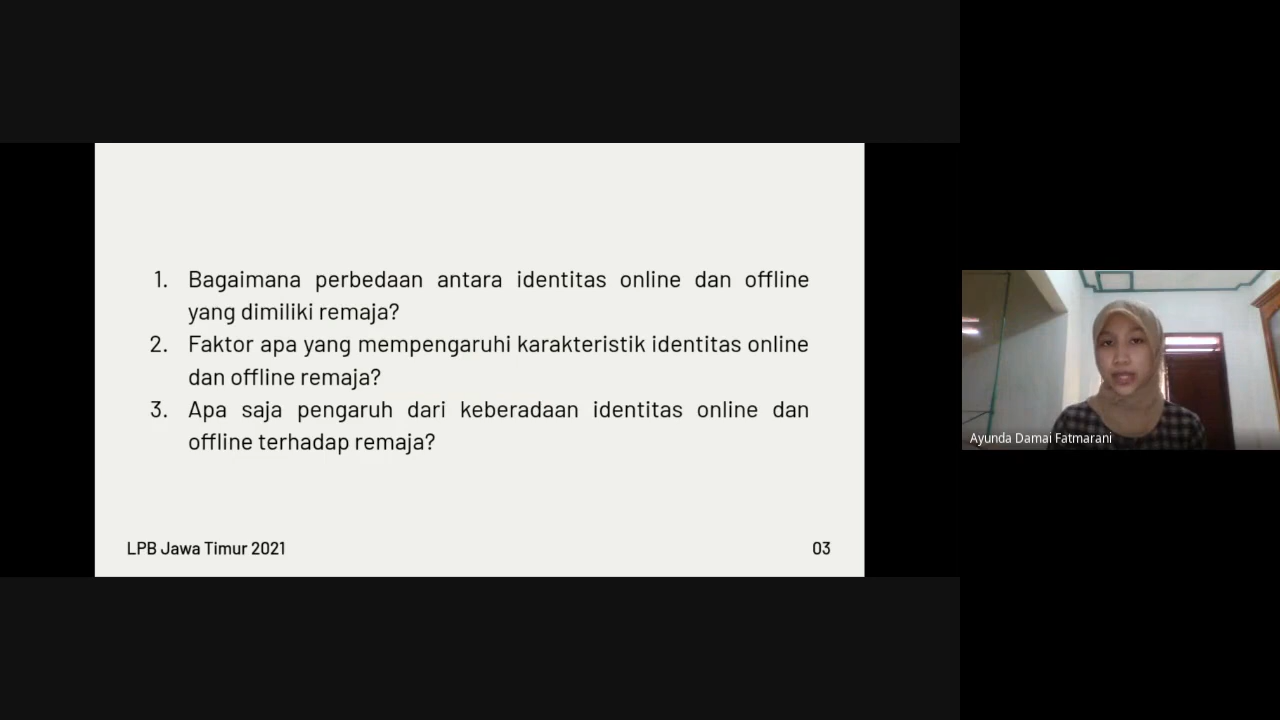 1. Bagaimana perbedaan antara identitas online dan offline
yang dimiliki remaja?
2. Faktor apa yang mempengaruhi karakteristik identitas online
dan offline remaja?
3. Apa saja pengaruh dari keberadaan identitas online dan
offline terhadap remaja?
LPB Jawa Timur 2021
03
Ayunda Damai Fatmarani